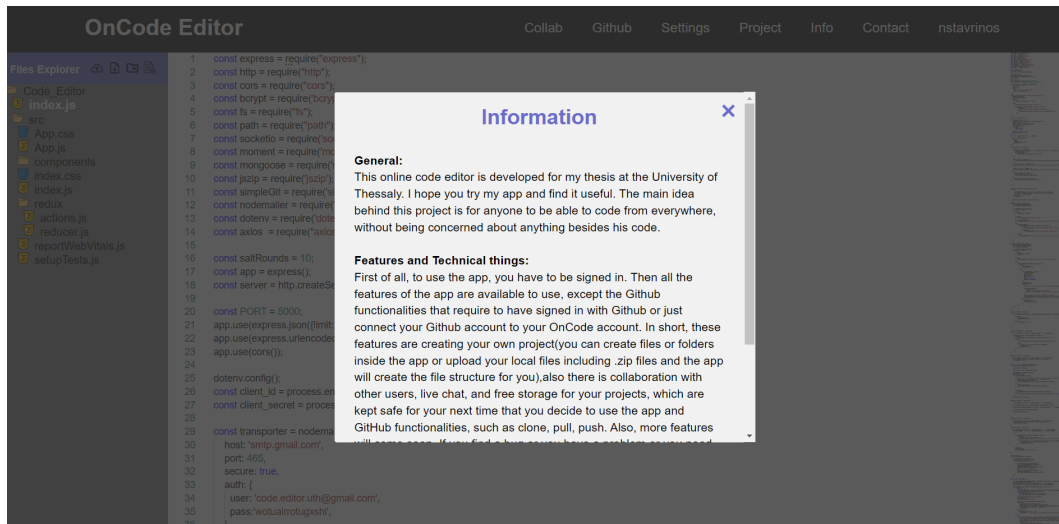 OnCode Editor
Collab Github Settings Project Info Contact nstavrinos
Files Explorer
Code_Editor
index.js
src
App.css
App.js
components
index.css
index.js
redux
actions.js
reducer.js
reportWebVitals.js
setupTests.js
1 const express = require("express");
2 const http = require("http");
3 const cors = require("cors");
4 const bcrypt = require("bcry
5 const fs = require("fs");
6 const path = require("path")
7 const socketio = require("so
8 const moment = require("mo
9 const mongoose = require("
10 const jszip = require('jszip');
11 const simpleGit = require('si
12 const nodemailer = require('
13 const dotenv = require('dote
14 const axios = require("axios
15
16 const saltRounds = 10;
17 const app = express();
18 const server = http.createSe
19
20 const PORT = 5000;
21 app.use(express.json({limit:
22 app.use(express.urlencoded
23 app.use(cors());
24
25 dotenv.config();
26 const client_id = process.en
27 const client_secret = proces
28
29 const transporter = nodema
30 host: 'smtp.gmail.com',
31 port: 465,
32 secure: true,
33 auth: {
34 user: 'code.editor.uth@gmail.com',
35 pass:'wotuairrotugxshi',
Information
General:
This online code editor is developed for my thesis at the University of
Thessaly. I hope you try my app and find it useful. The main idea
behind this project is for anyone to be able to code from everywhere,
without being concerned about anything besides his code.
Features and Technical things:
First of all, to use the app, you have to be signed in. Then all the
features of the app are available to use, except the Github
functionalities that require to have signed in with Github or just
connect your Github account to your OnCode account. In short, these
features are creating your own project(you can create files or folders
inside the app or upload your local files including .zip files and the app
will create the file structure for you),also there is collaboration with
other users, live chat, and free storage for your projects, which are
kept safe for your next time that you decide to use the app and
GitHub functionalities, such as clone, pull, push. Also, more features
will come soon. If you find a bug or you have a problem or you need